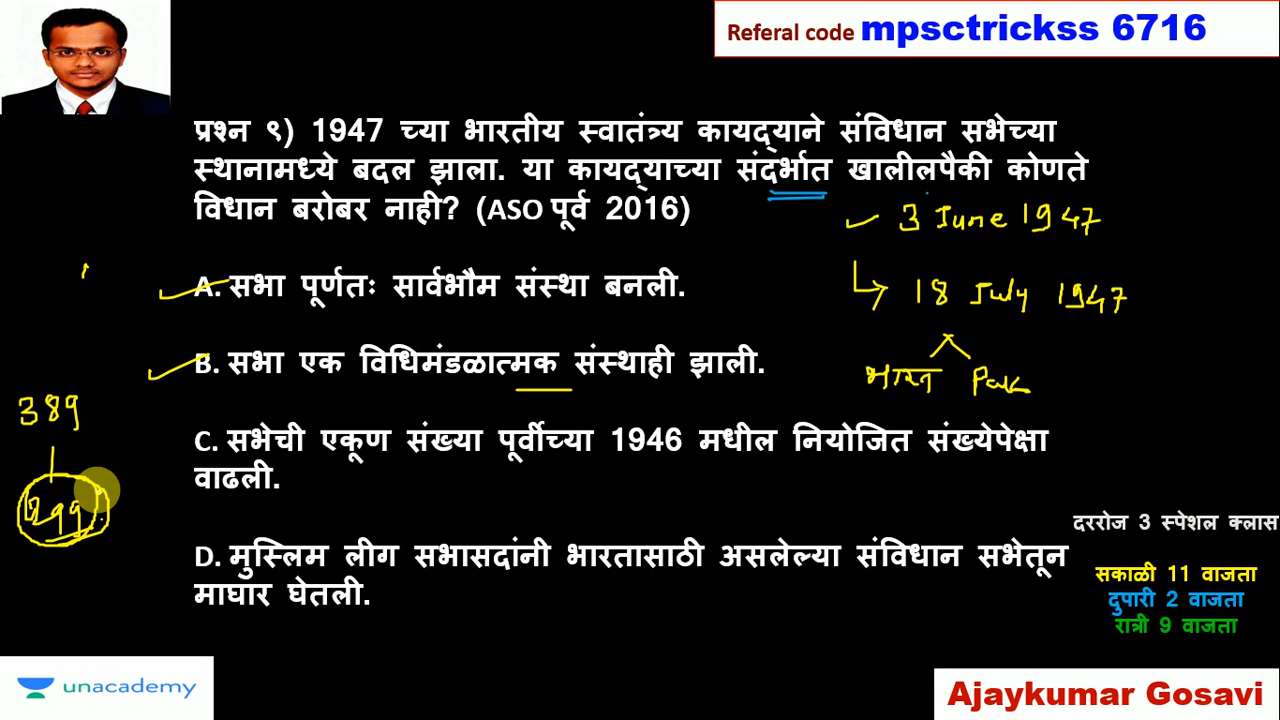 Referal code mpsctrickss 6716
प्रश्न ९) 1947 च्या भारतीय स्वातंत्र्य कायद्याने संविधान सभेच्या
स्थानामध्ये बदल झाला. या कायद्याच्या संदर्भात खालीलपैकी कोणते
विधान बरोबर नाही? (ASO पूर्व 2016)
3 June 1947
A. सभा पूर्णतः सार्वभौम संस्था बनली.
18 July 1947
B. सभा एक विधिमंडळात्मक संस्थाही झाली.
भारत Pak
389
C. सभेची एकूण संख्या पूर्वीच्या 1946 मधील नियोजित संख्येपेक्षा
वाढली.
299
दररोज 3 स्पेशल क्लास
D. मुस्लिम लीग सभासदांनी भारतासाठी असलेल्या संविधान सभेतून
माघार घेतली.
सकाळी 11 वाजता
दुपारी 2 वाजता
रात्री 9 वाजता
unacademy
Ajaykumar Gosavi